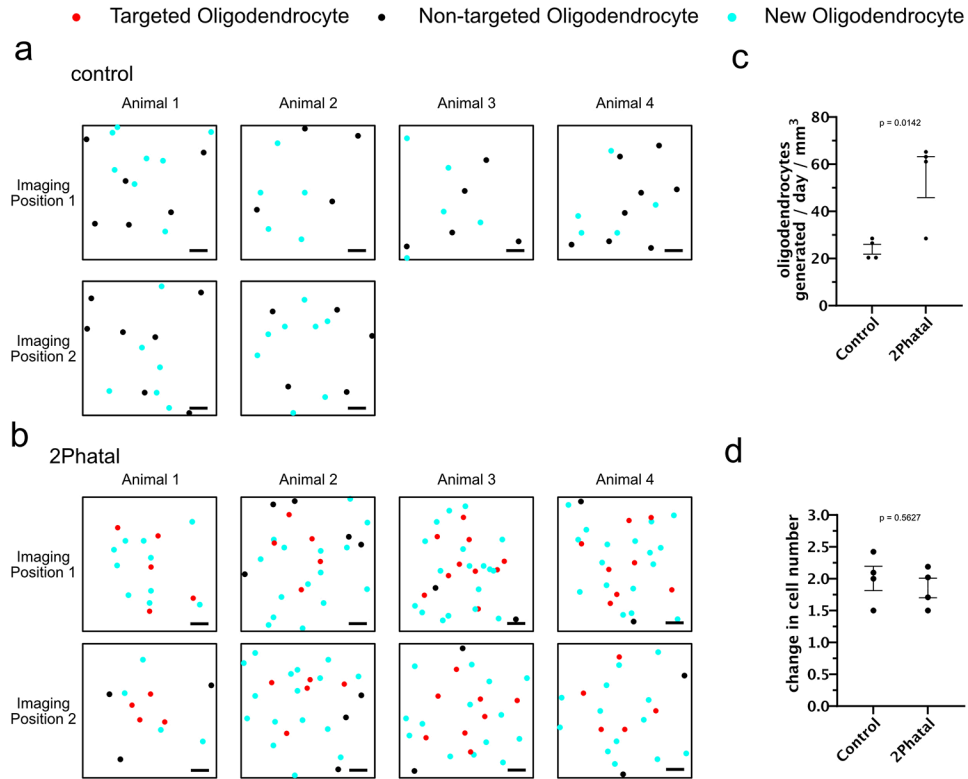 Targeted Oligodendrocyte Non-targeted Oligodendrocyte New Oligodendrocyte
a
control
Animal 1 Animal 2 Animal 3 Animal 4
Imaging
Position 1
Imaging
Position 2
b
2Phatal
Animal 1 Animal 2 Animal 3 Animal 4
Imaging
Position 1
Imaging
Position 2
c
oligodendrocytes
generated / day / mm³
80
60
40
20
0
p = 0.0142
Control 2Phatal
d
change in cell number
3.0
2.5
2.0
1.5
1.0
0.5
0.0
p = 0.5627
Control 2Phatal